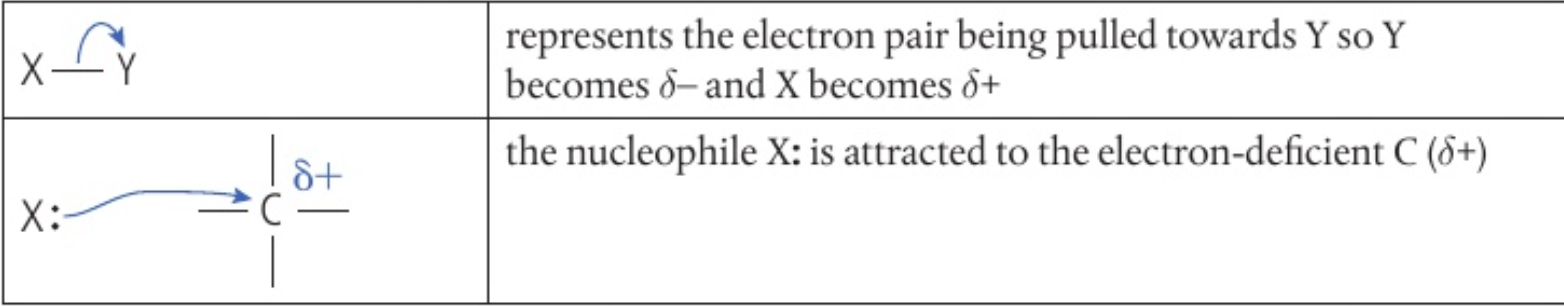 X — Y
represents the electron pair being pulled towards Y so Y
becomes δ– and X becomes δ+
the nucleophile X: is attracted to the electron-deficient C (δ+)
δ+
X: — C —